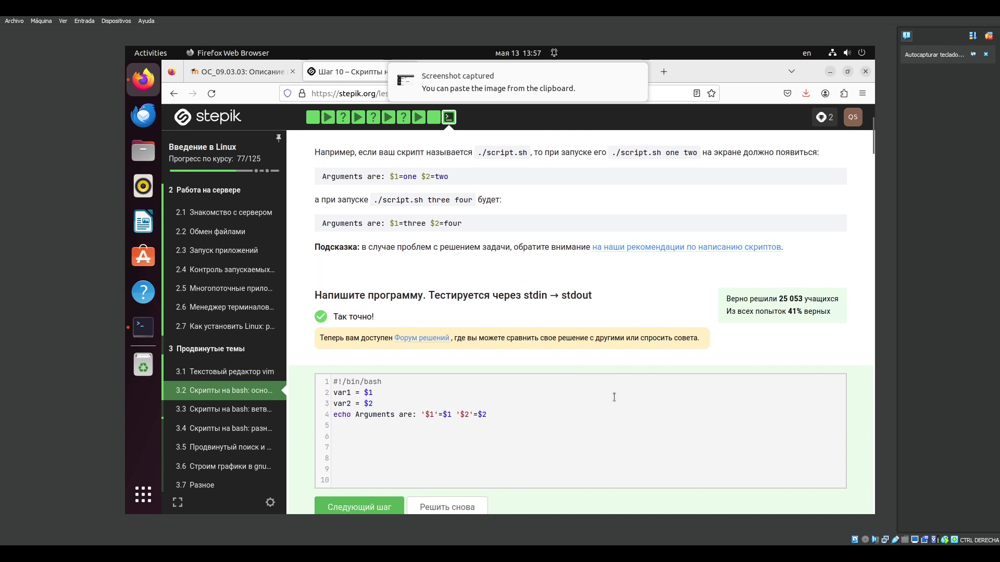 Archivo Máquina Ver Entrada Dispositivos Ayuda
Autocapturar teclado...
Activities Firefox Web Browser мая 13 13:57 en
ОС_09.03.03: Описание Шаг 10 – Скрипты н
Screenshot captured
You can paste the image from the clipboard.
https://stepik.org/les
stepik
2 QS
Введение в Linux
Прогресс по курсу: 77/125
2 Работа на сервере
2.1 Знакомство с сервером
2.2 Обмен файлами
2.3 Запуск приложений
2.4 Контроль запускаемых...
2.5 Многопоточные прило...
2.6 Менеджер терминалов...
2.7 Как установить Linux: р...
3 Продвинутые темы
3.1 Текстовый редактор vim
3.2 Скрипты на bash: осно...
3.3 Скрипты на bash: ветв...
3.4 Скрипты на bash: разн...
3.5 Продвинутый поиск и ...
3.6 Строим графики в gnu...
3.7 Разное
Например, если ваш скрипт называется ./script.sh , то при запуске его ./script.sh one two на экране должно появиться:
Arguments are: $1=one $2=two
а при запуске ./script.sh three four будет:
Arguments are: $1=three $2=four
Подсказка: в случае проблем с решением задачи, обратите внимание на наши рекомендации по написанию скриптов.
Напишите программу. Тестируется через stdin → stdout
Верно решили 25 053 учащихся
Из всех попыток 41% верных
Так точно!
Теперь вам доступен Форум решений , где вы можете сравнить свое решение с другими или спросить совета.
1 #!/bin/bash
2 var1 = $1
3 var2 = $2
4 echo Arguments are: '$1'=$1 '$2'=$2
5
6
7
8
9
10
Следующий шаг Решить снова
CTRL DERECHA